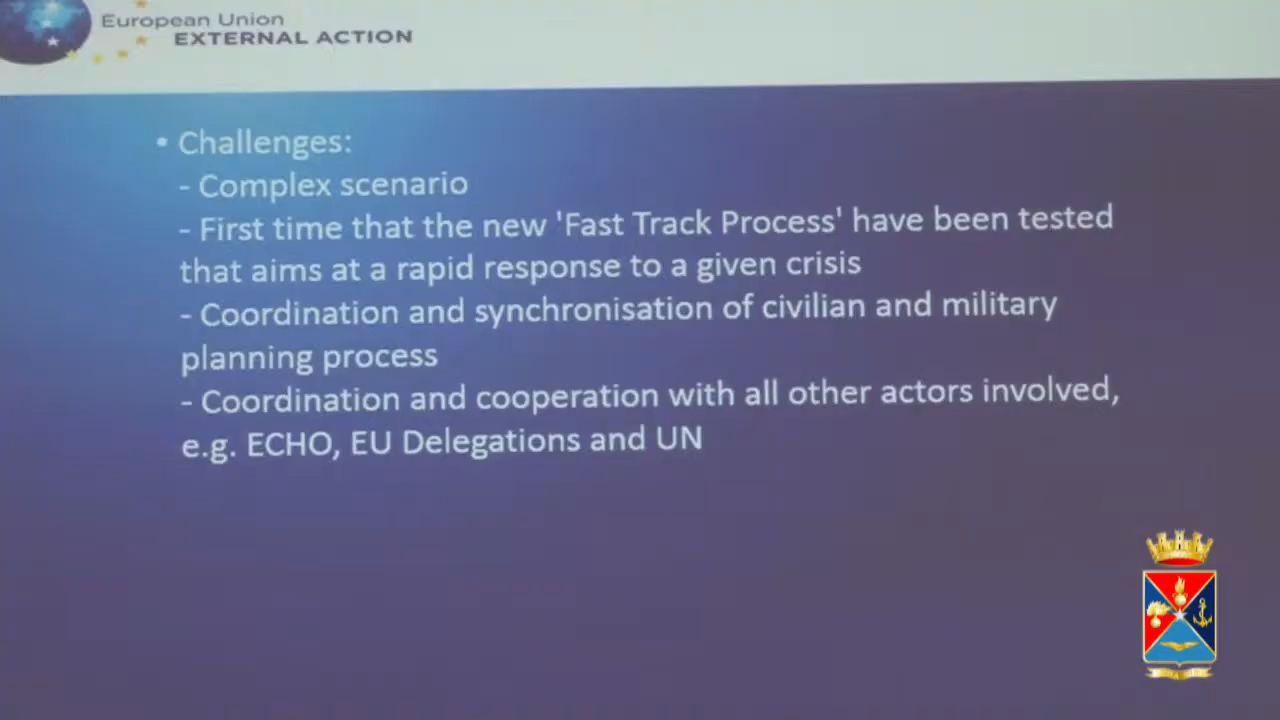 European Union
EXTERNAL ACTION
• Challenges:
- Complex scenario
- First time that the new 'Fast Track Process' have been tested
that aims at a rapid response to a given crisis
- Coordination and synchronisation of civilian and military
planning process
- Coordination and cooperation with all other actors involved,
e.g. ECHO, EU Delegations and UN